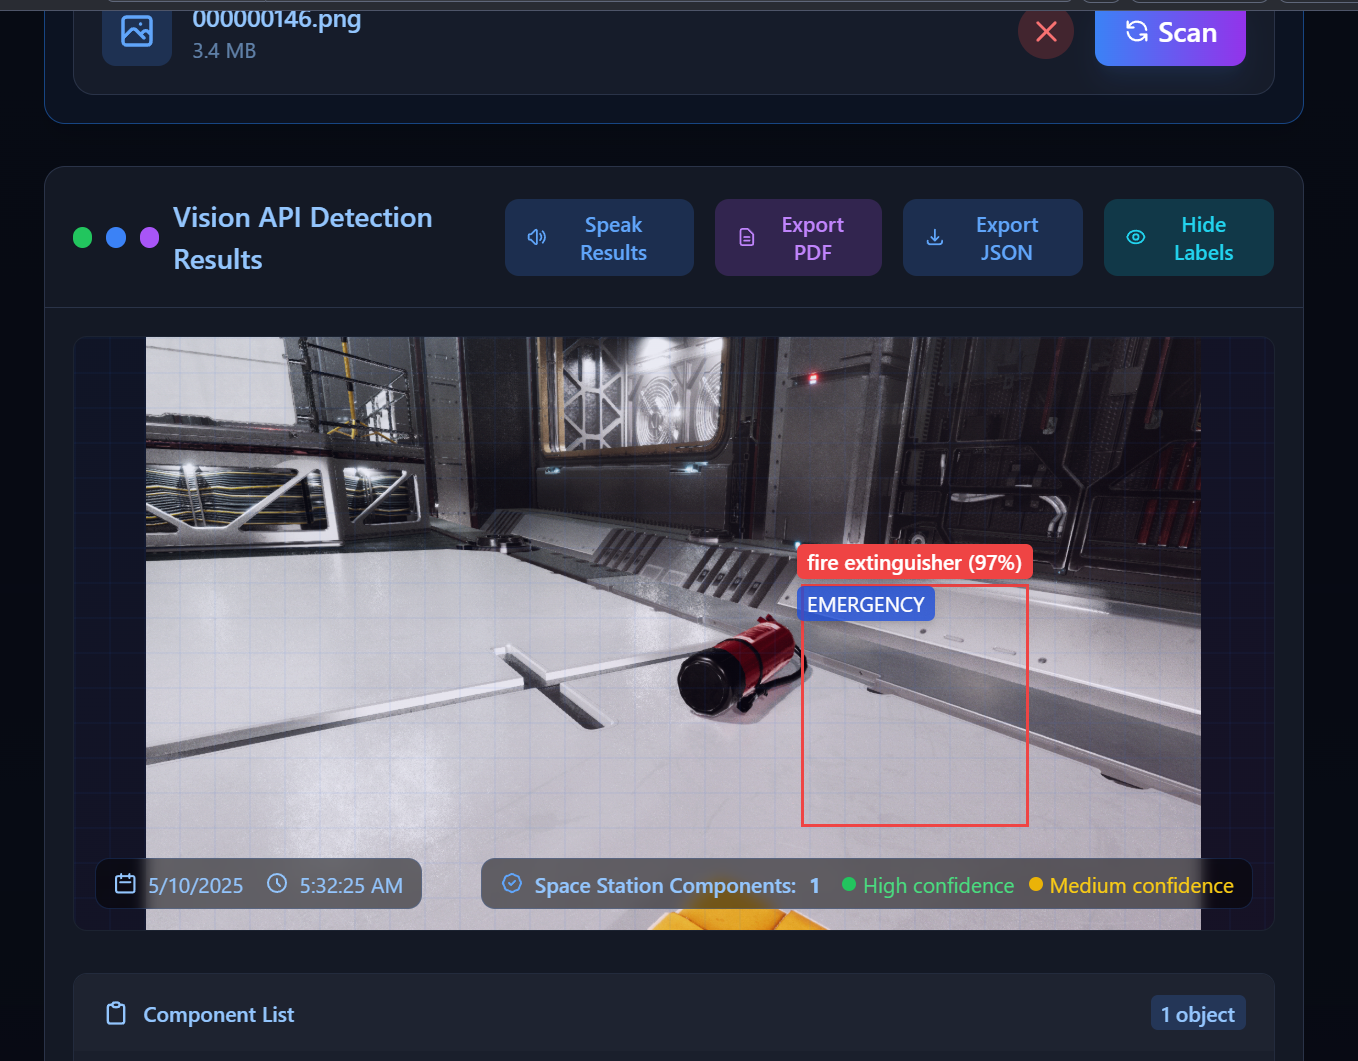 000000146.png
3.4 MB
Scan
Vision API Detection
Results
Speak
Results
Export
PDF
Export
JSON
Hide
Labels
fire extinguisher (97%)
EMERGENCY
5/10/2025
5:32:25 AM
Space Station Components: 1
High confidence
Medium confidence
Component List
1 object